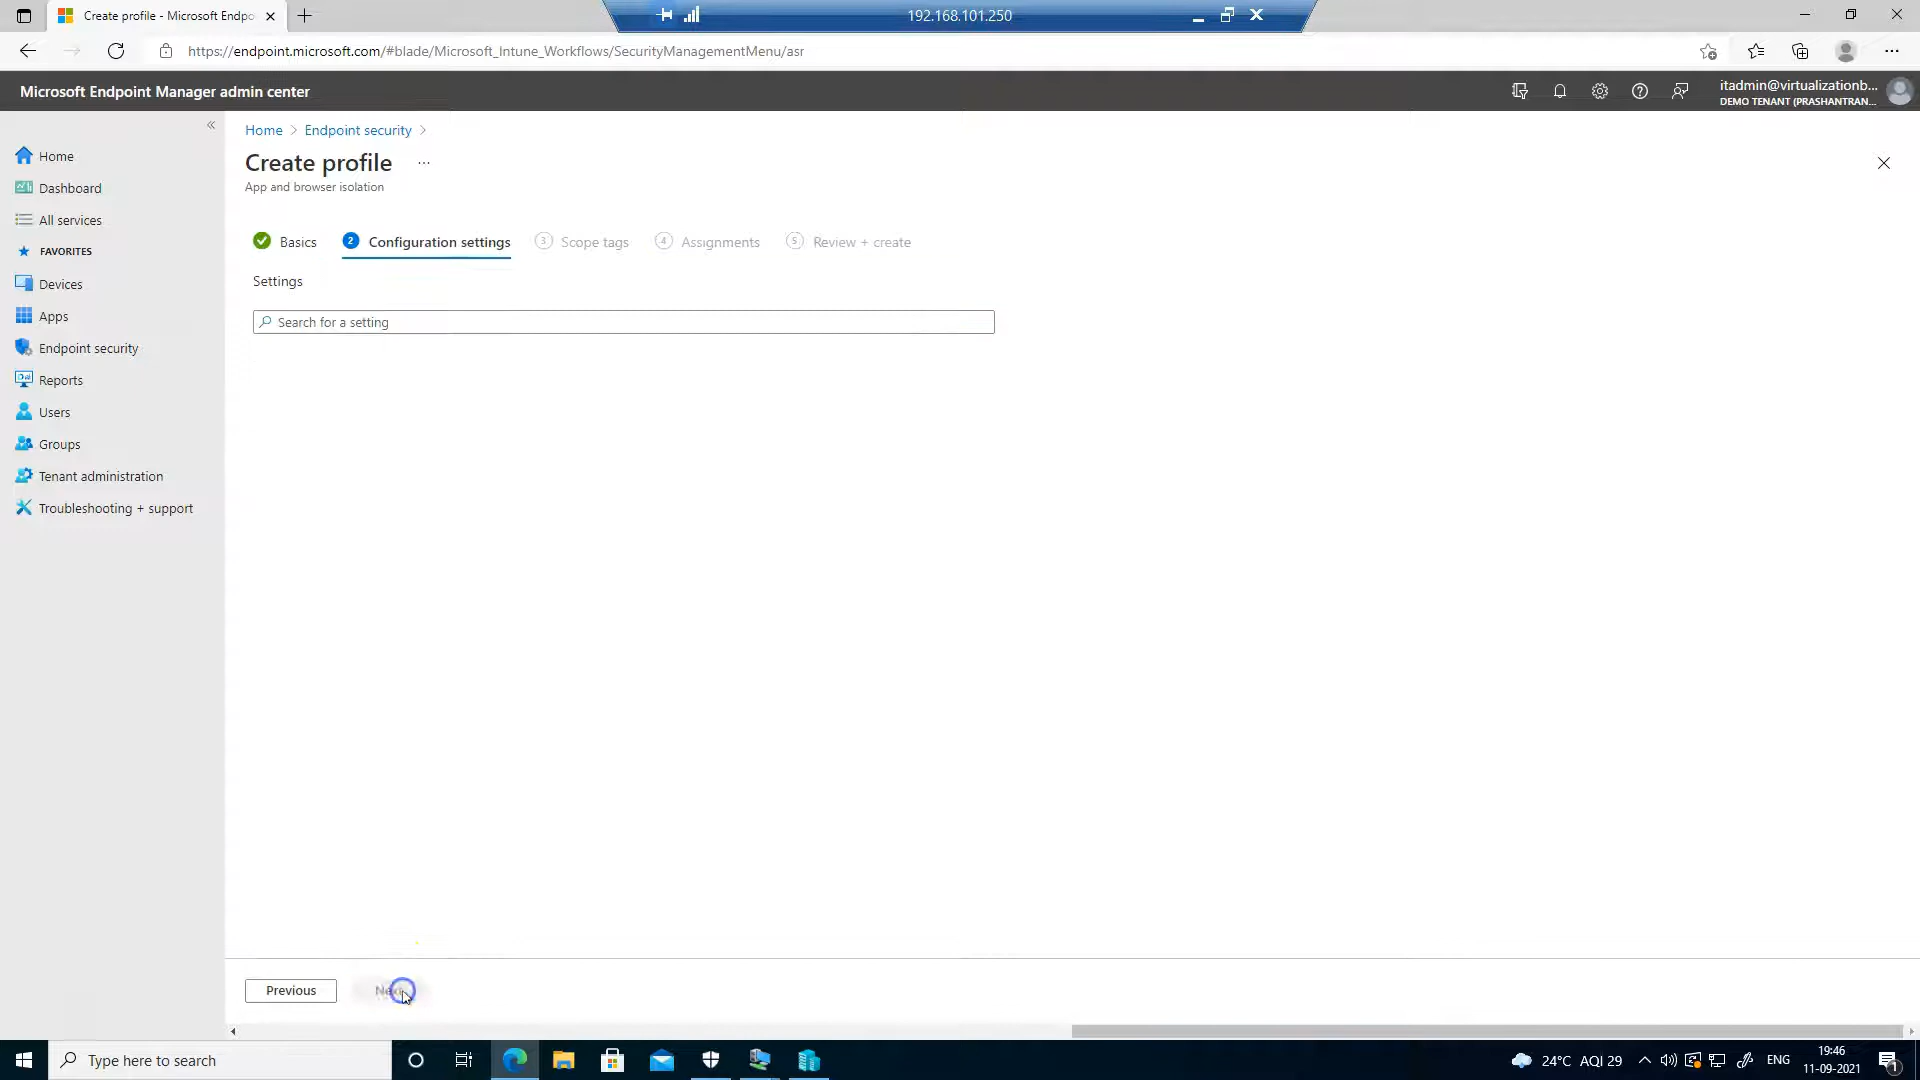 Create profile - Microsoft Endpo
192.168.101.250
https://endpoint.microsoft.com/#blade/Microsoft_Intune_Workflows/SecurityManagementMenu/asr
Microsoft Endpoint Manager admin center
itadmin@virtualizationb...
DEMO TENANT (PRASHANTRAN...
Home > Endpoint security >
Create profile ...
App and browser isolation
Home
Dashboard
All services
FAVORITES
Devices
Apps
Endpoint security
Reports
Users
Groups
Tenant administration
Troubleshooting + support
Basics 2 Configuration settings 3 Scope tags 4 Assignments 5 Review + create
Settings
Search for a setting
Previous
Type here to search
24°C AQI 29
ENG
19:46
11-09-2021
1